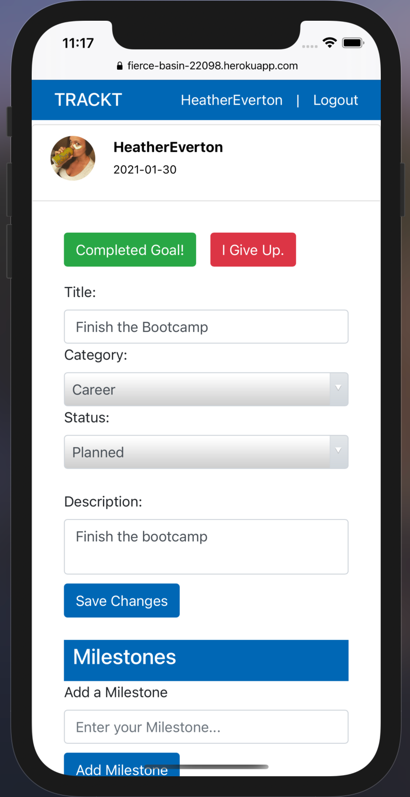 11:17
fierce-basin-22098.herokuapp.com
TRACKT HeatherEverton | Logout
HeatherEverton
2021-01-30
Completed Goal! I Give Up.
Title:
Finish the Bootcamp
Category:
Career
Status:
Planned
Description:
Finish the bootcamp
Save Changes
Milestones
Add a Milestone
Enter your Milestone...
Add Milestone